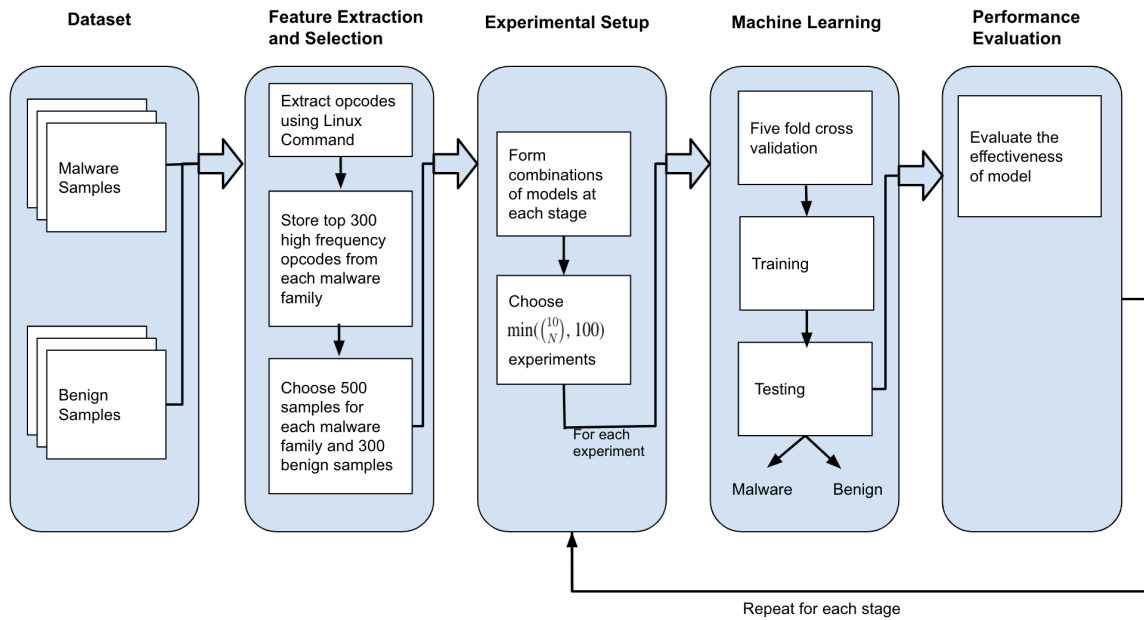 Dataset
Malware
Samples
Benign
Samples
Feature Extraction
and Selection
Extract opcodes
using Linux
Command
Store top 300
high frequency
opcodes from
each malware
family
Choose 500
samples for
each malware
family and 300
benign samples
Experimental Setup
Form
combinations
of models at
each stage
Choose
min((10 N), 100)
experiments
For each
experiment
Machine Learning
Five fold cross
validation
Training
Testing
Malware
Benign
Performance
Evaluation
Evaluate the
effectiveness
of model
Repeat for each stage